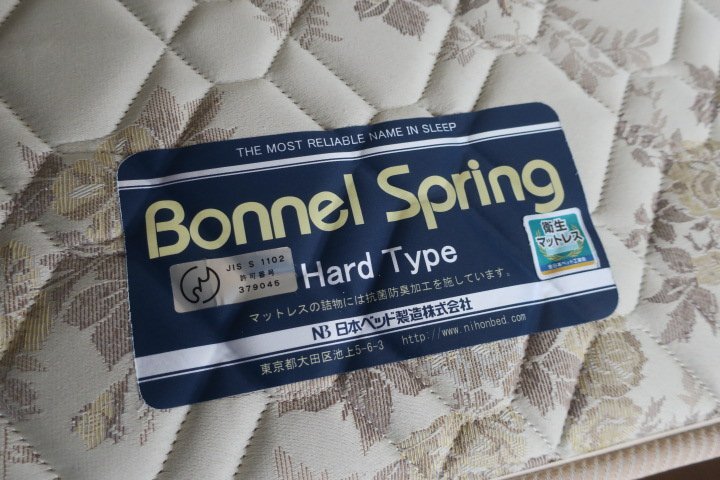 THE MOST RELIABLE NAME IN SLEEP
Bonnel Spring
JIS S 1102
許可番号
379046
Hard Type
衛生
マットレス
マットレスの詰物には抗菌防臭加工を施しています。
NB 日本ベッド製造株式会社
東京都大田区池上5-6-3 http://www.nihonbed.com